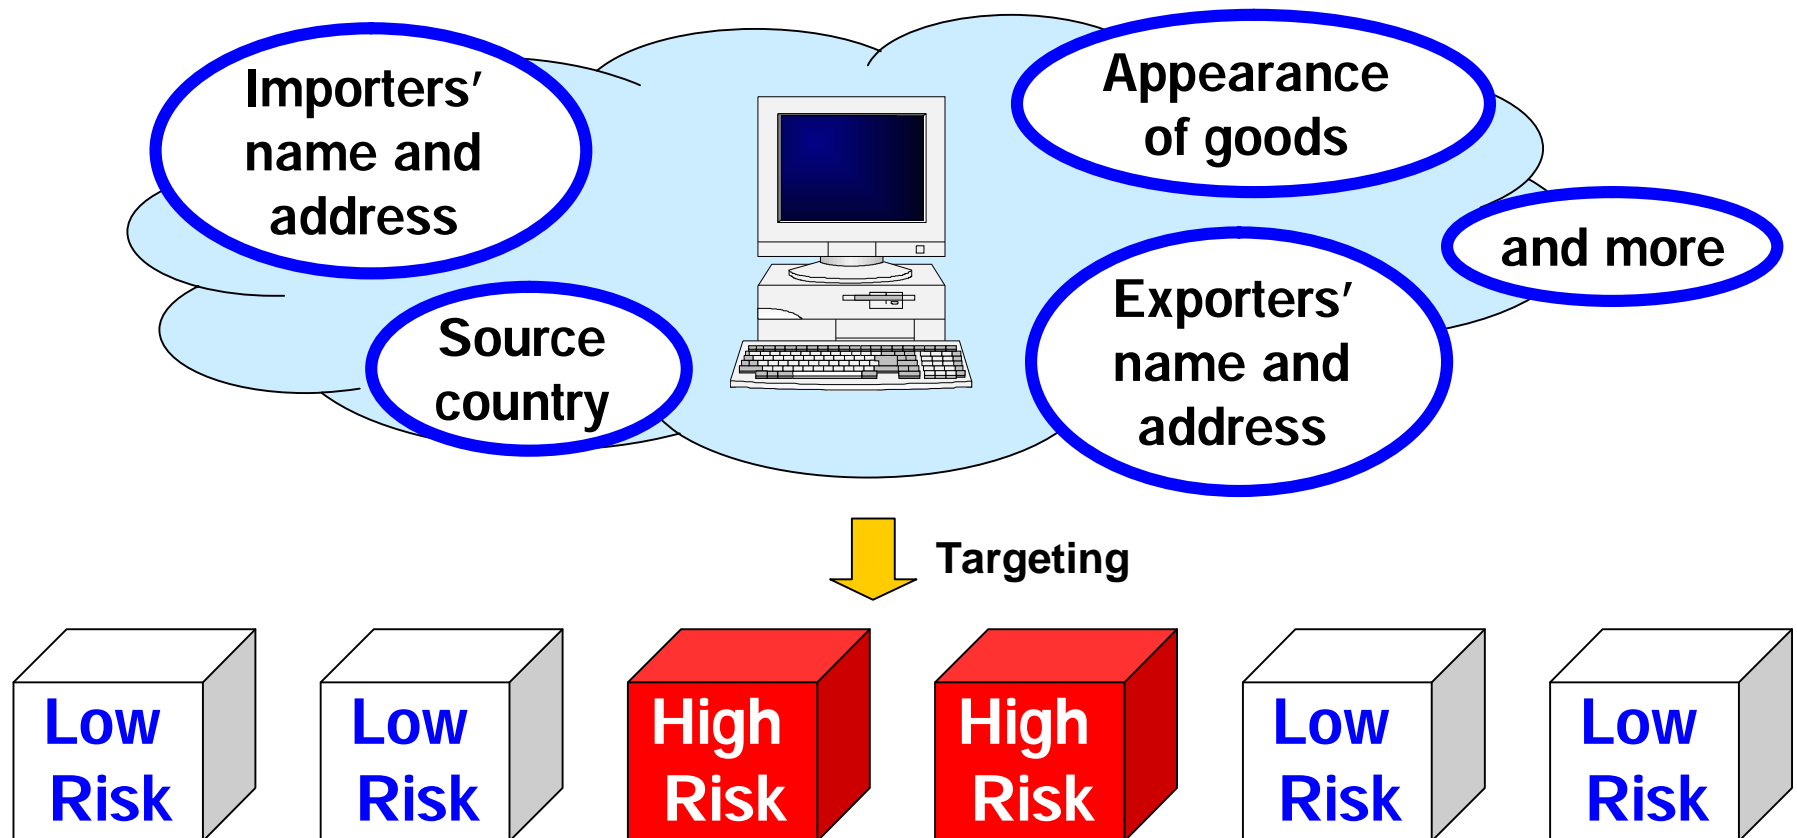 Importers'
name and
address
Appearance
of goods
and more
Source
country
Exporters'
name and
address
Targeting
Low
Risk
Low
Risk
High
Risk
High
Risk
Low
Risk
Low
Risk